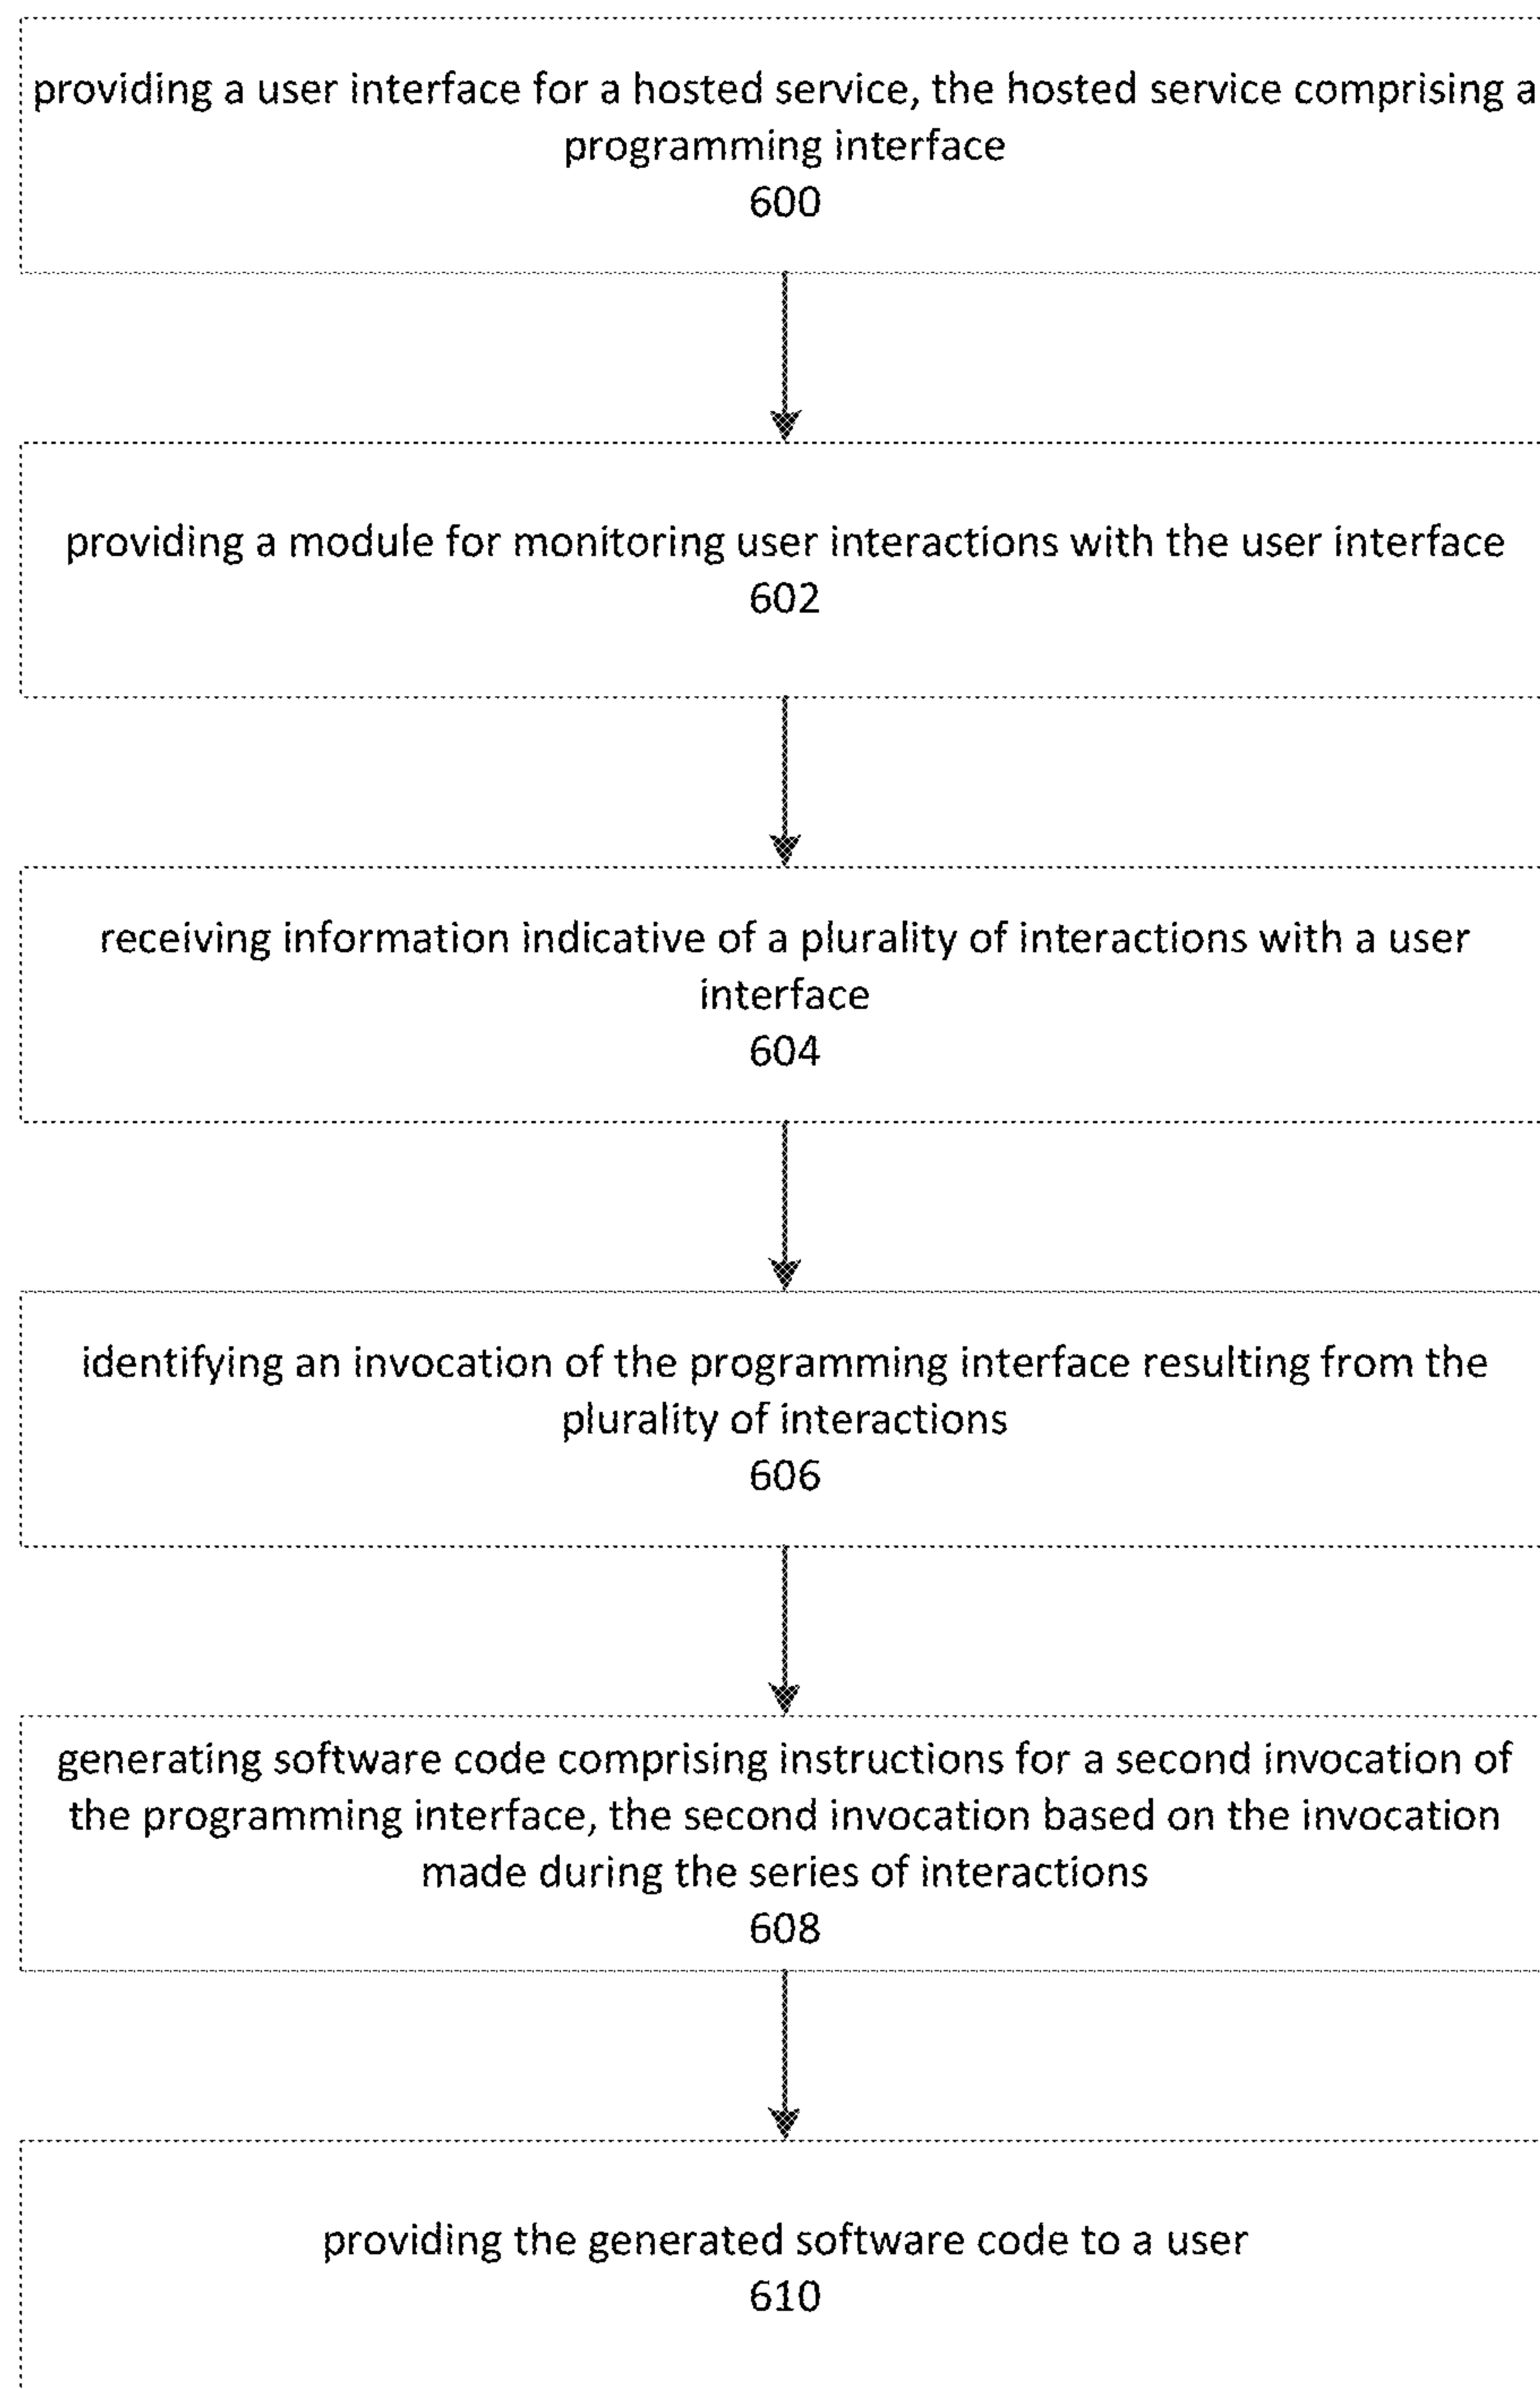 providing a user interface for a hosted service, the hosted service comprising a
programming interface
600
providing a module for monitoring user interactions with the user interface
602
receiving information indicative of a plurality of interactions with a user
interface
604
identifying an invocation of the programming interface resulting from the
plurality of interactions
606
generating software code comprising instructions for a second invocation of
the programming interface, the second invocation based on the invocation
made during the series of interactions
608
providing the generated software code to a user
610